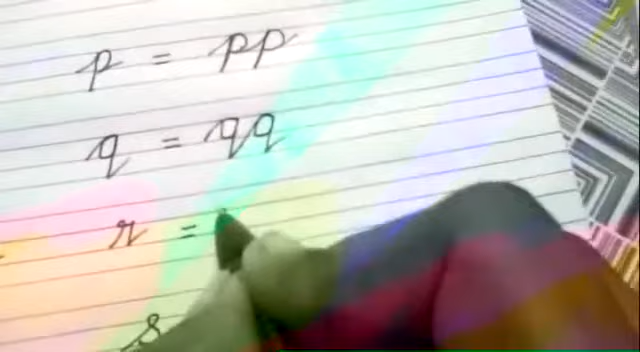 p = pp
q = qq
r =
s